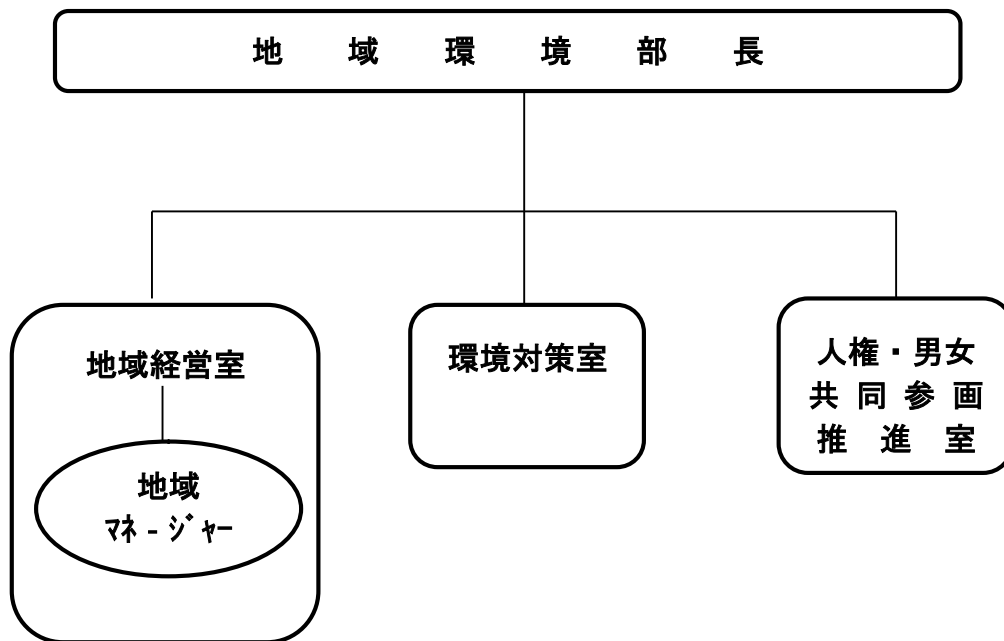 地域環境部長
地域経営室
地域
ﾏﾈ-ｼﾞｬｰ
環境対策室
人権・男女
共同参画
推進室